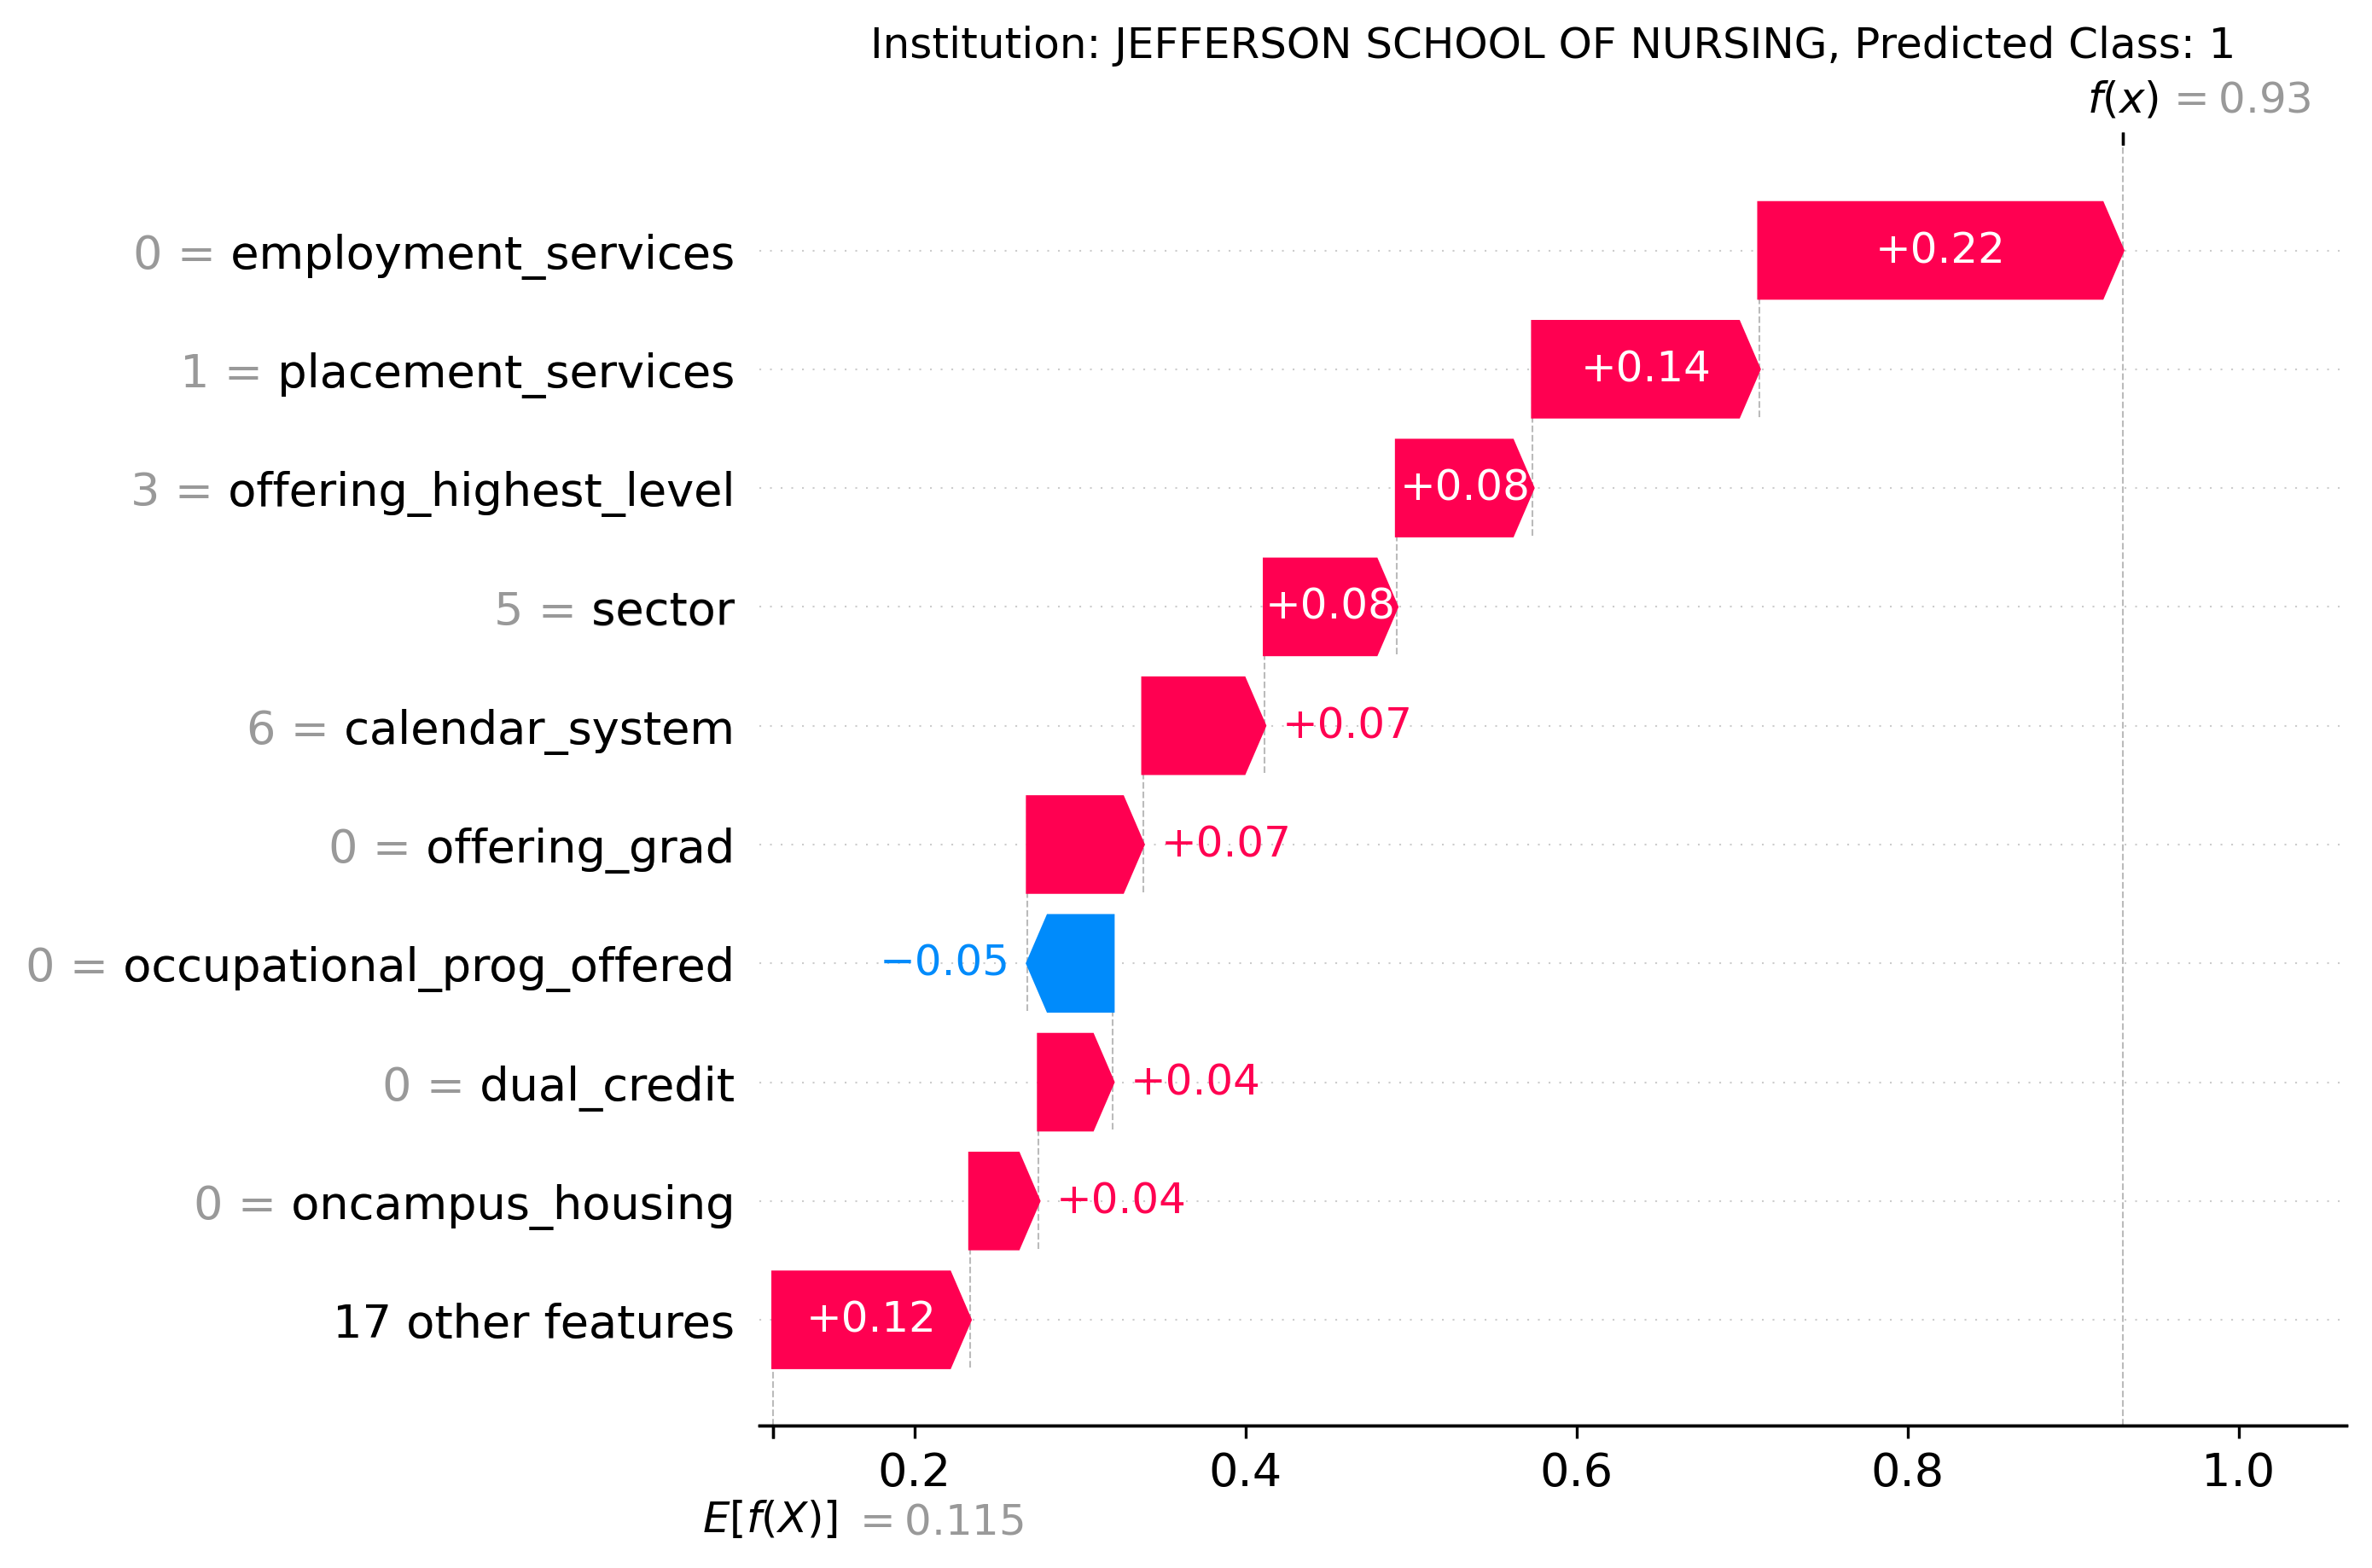 Institution: JEFFERSON SCHOOL OF NURSING, Predicted Class: 1
f(x) = 0.93
0 = employment_services +0.22
1 = placement_services +0.14
3 = offering_highest_level +0.08
5 = sector +0.08
6 = calendar_system +0.07
0 = offering_grad +0.07
0 = occupational_prog_offered −0.05
0 = dual_credit +0.04
0 = oncampus_housing +0.04
17 other features +0.12
0.2 0.4 0.6 0.8 1.0
E[f(X)] = 0.115